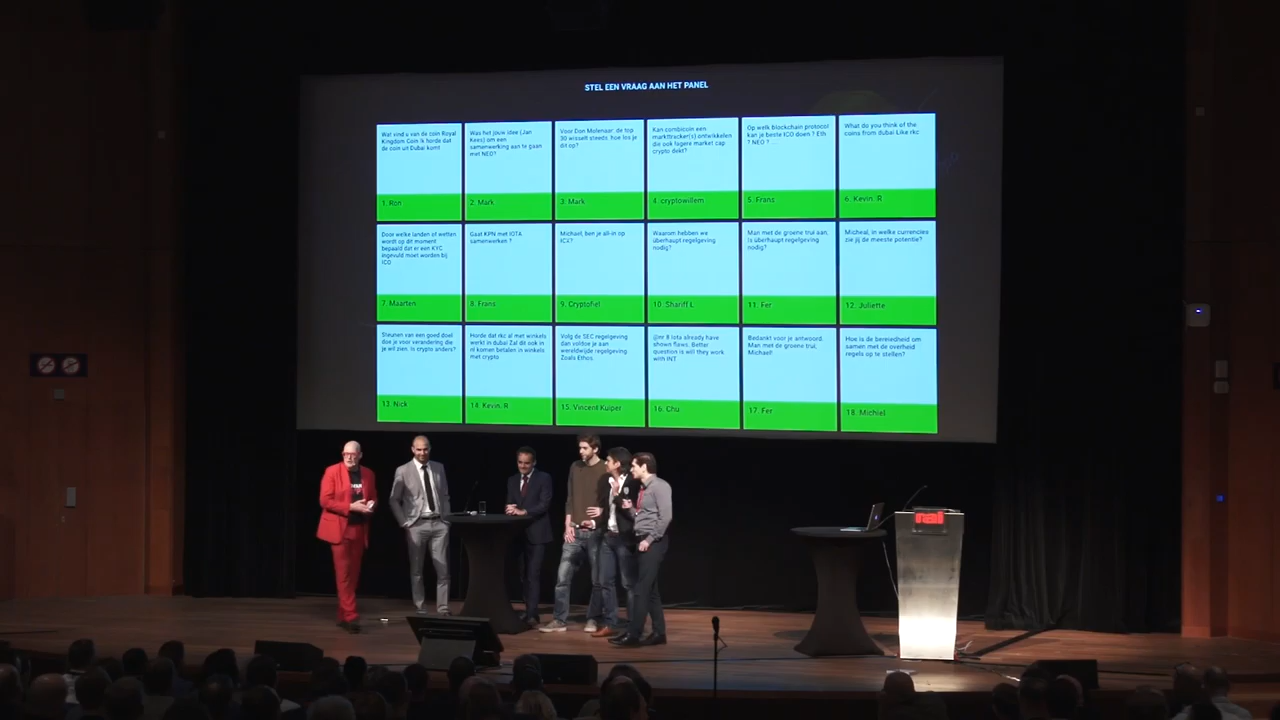 STEL EEN VRAAG AAN HET PANEL
Wat vind u van de coin Royal
Kingdom Coin 'k horde dat
de coin uit Dubai komt
1. Ron
Was het jouw idee (Jan
Kees) om een
samenwerking aan te gaan
met NEO?
2. Mark
Voor Don Molenaar: de top
30 wisselt steeds. hoe los je
dit op?
3. Mark
Kan combicoin een
markttracker(s) ontwikkelen
die ook lagere market cap
crypto dekt?
4. cryptowillem
Op welk blockchain protocol
kan je beste ICO doen ? Eth
? NEO ? ...
5. Frans
What do you think of the
coins from dubai Like rkc
6. Kevin. R
Door welke landen of wetten
wordt op dit moment
bepaald dat er een KYC
ingevuld moet worden bij
ICO
7. Maarten
Gaat KPN met IOTA
samenwerken ?
8. Frans
Michael, ben je all-in op
ICX?
9. Cryptofiel
Waarom hebben we
überhaupt regelgeving
nodig?
10. Shariff L
Man met de groene trui aan,
is überhaupt regelgeving
nodig?
11. Fer
Micheal, in welke currencies
zie jij de meeste potentie?
12. Juliette
Steunen van een goed doel
doe je voor verandering die
je wil zien. Is crypto anders?
13. Nick
Horde dat rkc al met winkels
werkt in dubai Zal dit ook in
nl komen betalen in winkels
met crypto
14. Kevin. R
Volg de SEC regelgeving
dan voldoe je aan
wereldwijde regelgeving
Zoals Ethos.
15. Vincent Kuiper
@nr 8 Iota already have
shown flaws. Better
question is will they work
with INT
16. Chu
Bedankt voor je antwoord.
Man met de groene trui,
Michael!
17. Fer
Hoe is de bereiedheid om
samen met de overheid
regels op te stellen?
18. Michiel
rai